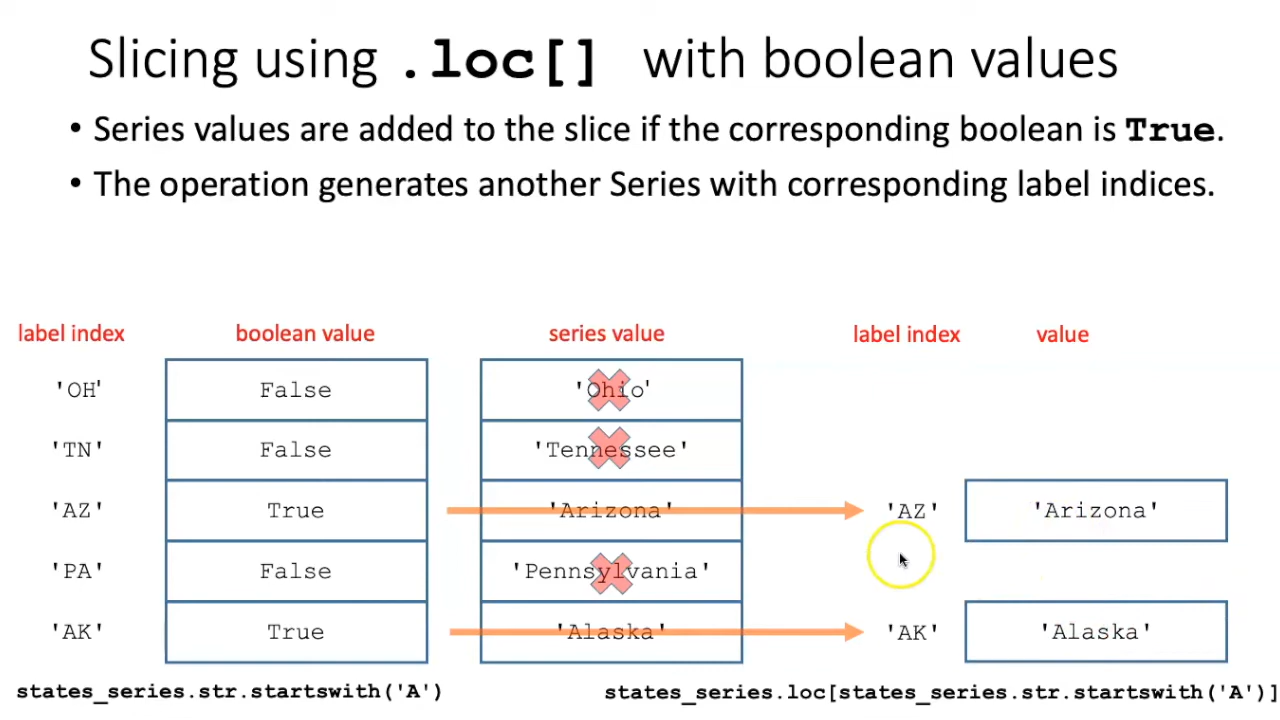 Slicing using .loc[] with boolean values
• Series values are added to the slice if the corresponding boolean is True.
• The operation generates another Series with corresponding label indices.
label index boolean value series value label index value
'OH' False 'Ohio'
'TN' False 'Tennessee'
'AZ' True 'Arizona' 'AZ' 'Arizona'
'PA' False 'Pennsylvania'
'AK' True 'Alaska' 'AK' 'Alaska'
states_series.str.startswith('A') states_series.loc[states_series.str.startswith('A')]